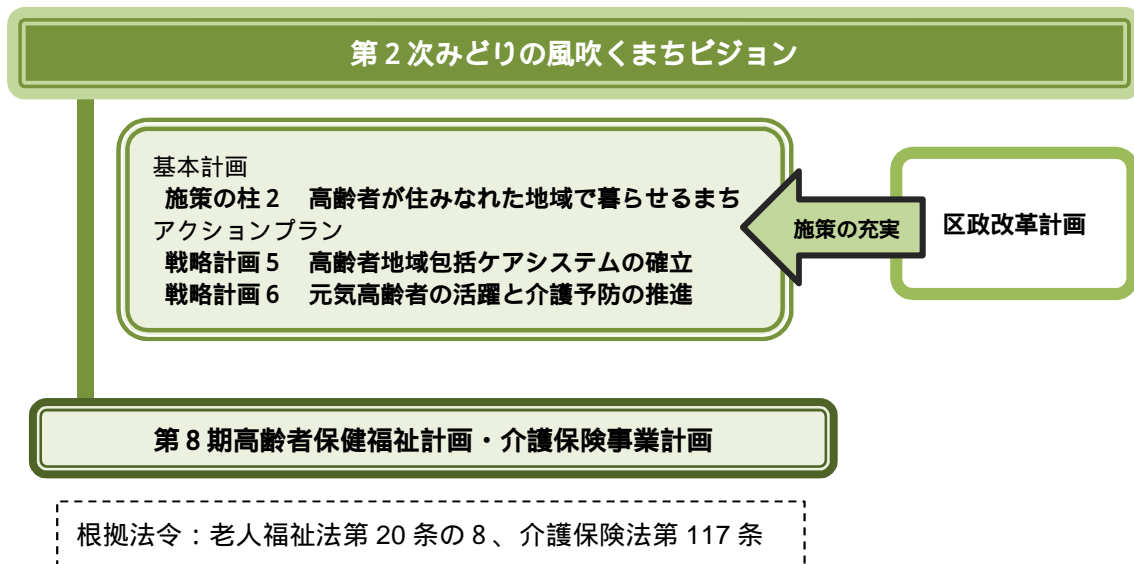 第2次みどりの風吹くまちビジョン
基本計画
施策の柱2 高齢者が住みなれた地域で暮らせるまち
アクションプラン
戦略計画5 高齢者地域包括ケアシステムの確立
戦略計画6 元気高齢者の活躍と介護予防の推進
施策の充実
区政改革計画
第8期高齢者保健福祉計画・介護保険事業計画
根拠法令：老人福祉法第 20 条の8、介護保険法第 117 条